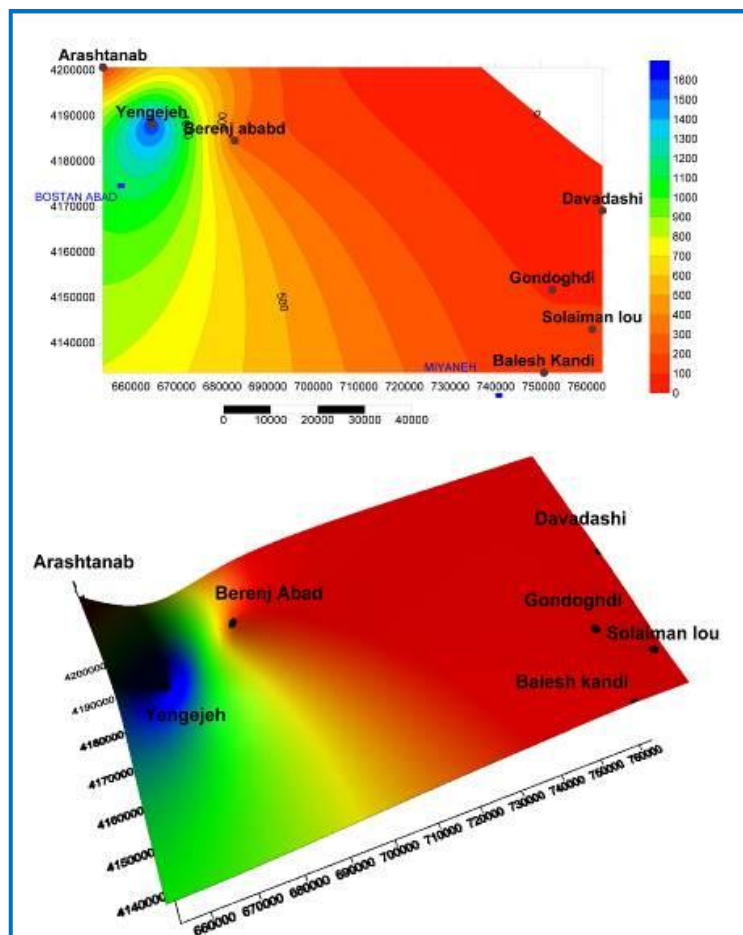 Arashtanab
4200000
4190000
4180000
4170000
4160000
4150000
4140000
Yengejeh
Berenj ababd
BOSTAN ABAD
Davadashi
Gondoghdi
Solaiman lou
Balesh Kandi
MIYANEH
500
0
660000 670000 680000 690000 700000 710000 720000 730000 740000 750000 760000
0 10000 20000 30000 40000
1600
1500
1400
1300
1200
1100
1000
900
800
700
600
500
400
300
200
100
0
Arashtanab
Berenj Abad
Yengejeh
Davadashi
Gondogndi
Solaiman lou
Balesh kandi
4200000
4190000
4180000
4170000
4160000
4150000
4140000
660000 670000 680000 690000 700000 710000 720000 730000 740000 750000 760000